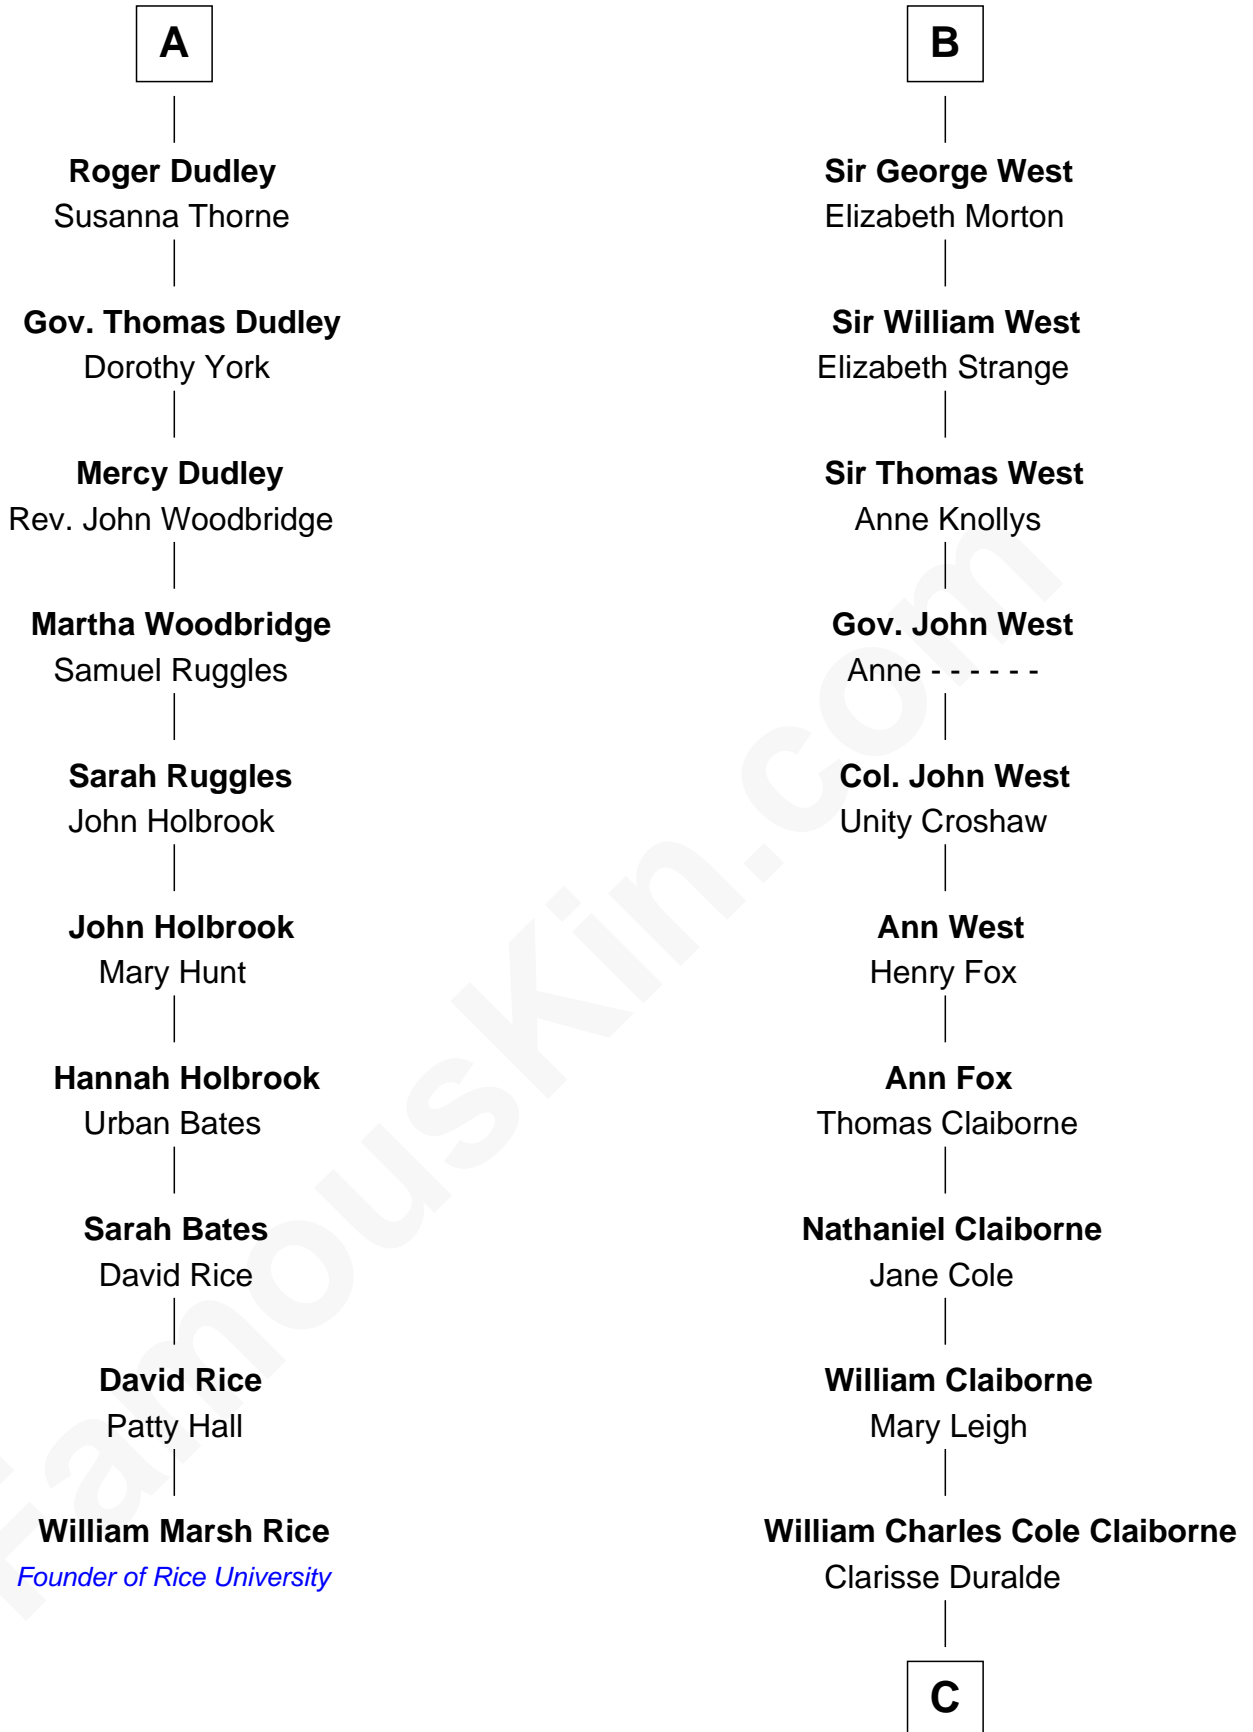 A
Roger Dudley
Susanna Thorne
Gov. Thomas Dudley
Dorothy York
Mercy Dudley
Rev. John Woodbridge
Martha Woodbridge
Samuel Ruggles
Sarah Ruggles
John Holbrook
John Holbrook
Mary Hunt
Hannah Holbrook
Urban Bates
Sarah Bates
David Rice
David Rice
Patty Hall
William Marsh Rice
Founder of Rice University
B
Sir George West
Elizabeth Morton
Sir William West
Elizabeth Strange
Sir Thomas West
Anne Knollys
Gov. John West
Anne - - - - - -
Col. John West
Unity Croshaw
Ann West
Henry Fox
Ann Fox
Thomas Claiborne
Nathaniel Claiborne
Jane Cole
William Claiborne
Mary Leigh
William Charles Cole Claiborne
Clarisse Duralde
C
FamousKin.com